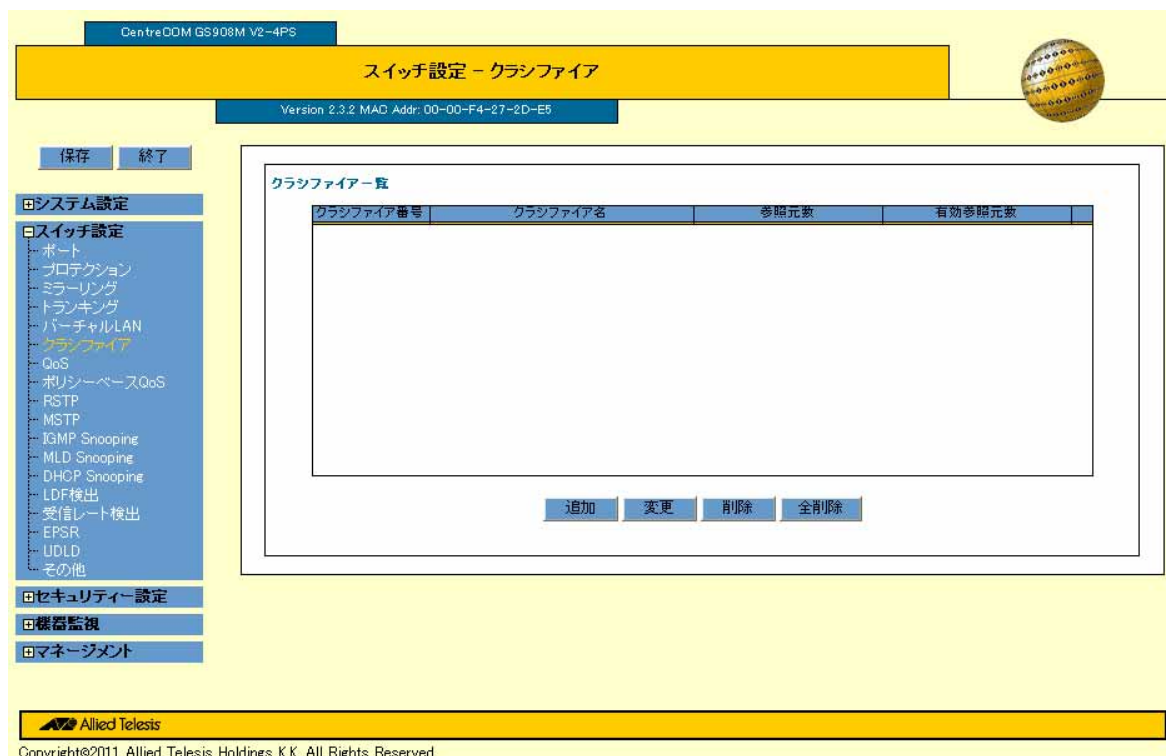 CentreCOM GS908M V2-4PS
スイッチ設定 - クラシファイア
Version 2.3.2 MAC Addr: 00-00-F4-27-2D-E5
保存 終了
システム設定
スイッチ設定
ポート
プロテクション
ミラーリング
トランキング
バーチャルLAN
クラシファイア
QoS
ポリシーベースQoS
RSTP
MSTP
IGMP Snooping
MLD Snooping
DHCP Snooping
LDF検出
受信レート検出
EPSR
UDLD
その他
セキュリティー設定
機器監視
マネージメント
クラシファイア一覧
クラシファイア番号 クラシファイア名 参照元数 有効参照元数
追加 変更 削除 全削除
Allied Telesis
Copyright©2011 Allied Telesis Holdings K.K. All Rights Reserved